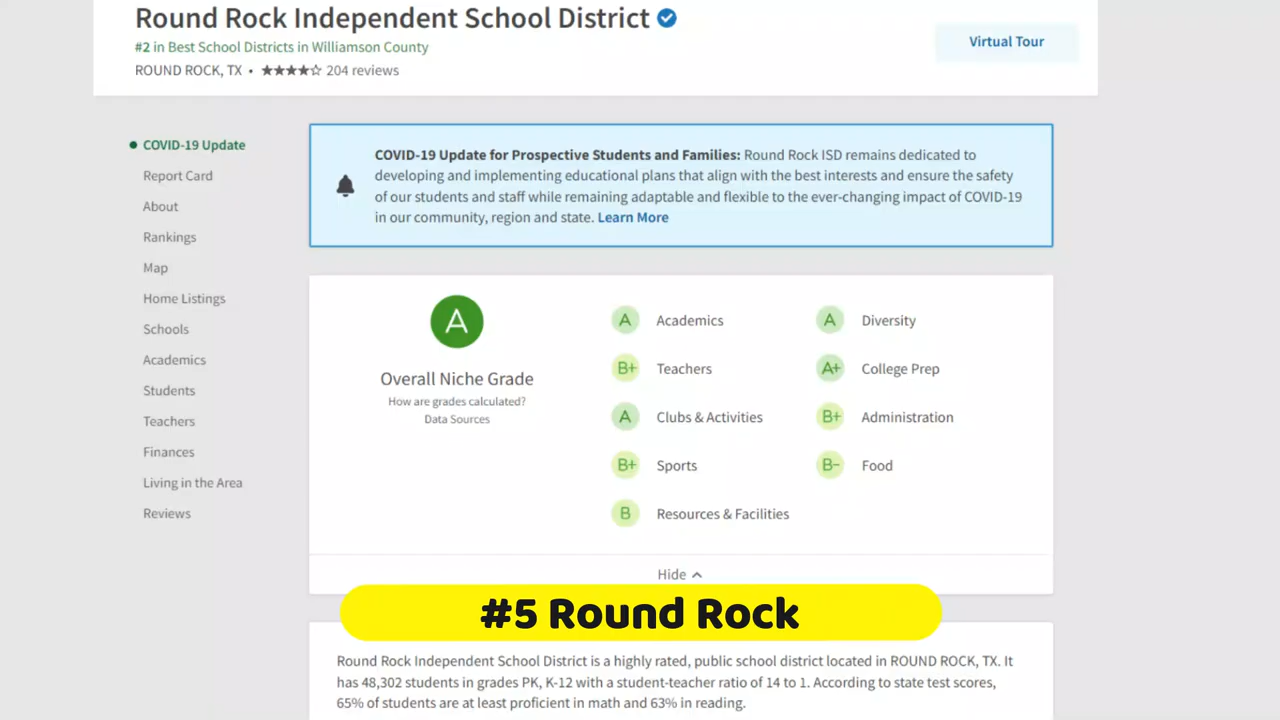 Round Rock Independent School District
#2 in Best School Districts in Williamson County
ROUND ROCK, TX • ★★★★☆ 204 reviews
Virtual Tour
COVID-19 Update
Report Card
About
Rankings
Map
Home Listings
Schools
Academics
Students
Teachers
Finances
Living in the Area
Reviews
COVID-19 Update for Prospective Students and Families: Round Rock ISD remains dedicated to
developing and implementing educational plans that align with the best interests and ensure the safety
of our students and staff while remaining adaptable and flexible to the ever-changing impact of COVID-19
in our community, region and state. Learn More
A
Overall Niche Grade
How are grades calculated?
Data Sources
A Academics
B+ Teachers
A Clubs & Activities
B+ Sports
B Resources & Facilities
A Diversity
A+ College Prep
B+ Administration
B- Food
Hide
#5 Round Rock
Round Rock Independent School District is a highly rated, public school district located in ROUND ROCK, TX. It
has 48,302 students in grades PK, K-12 with a student-teacher ratio of 14 to 1. According to state test scores,
65% of students are at least proficient in math and 63% in reading.